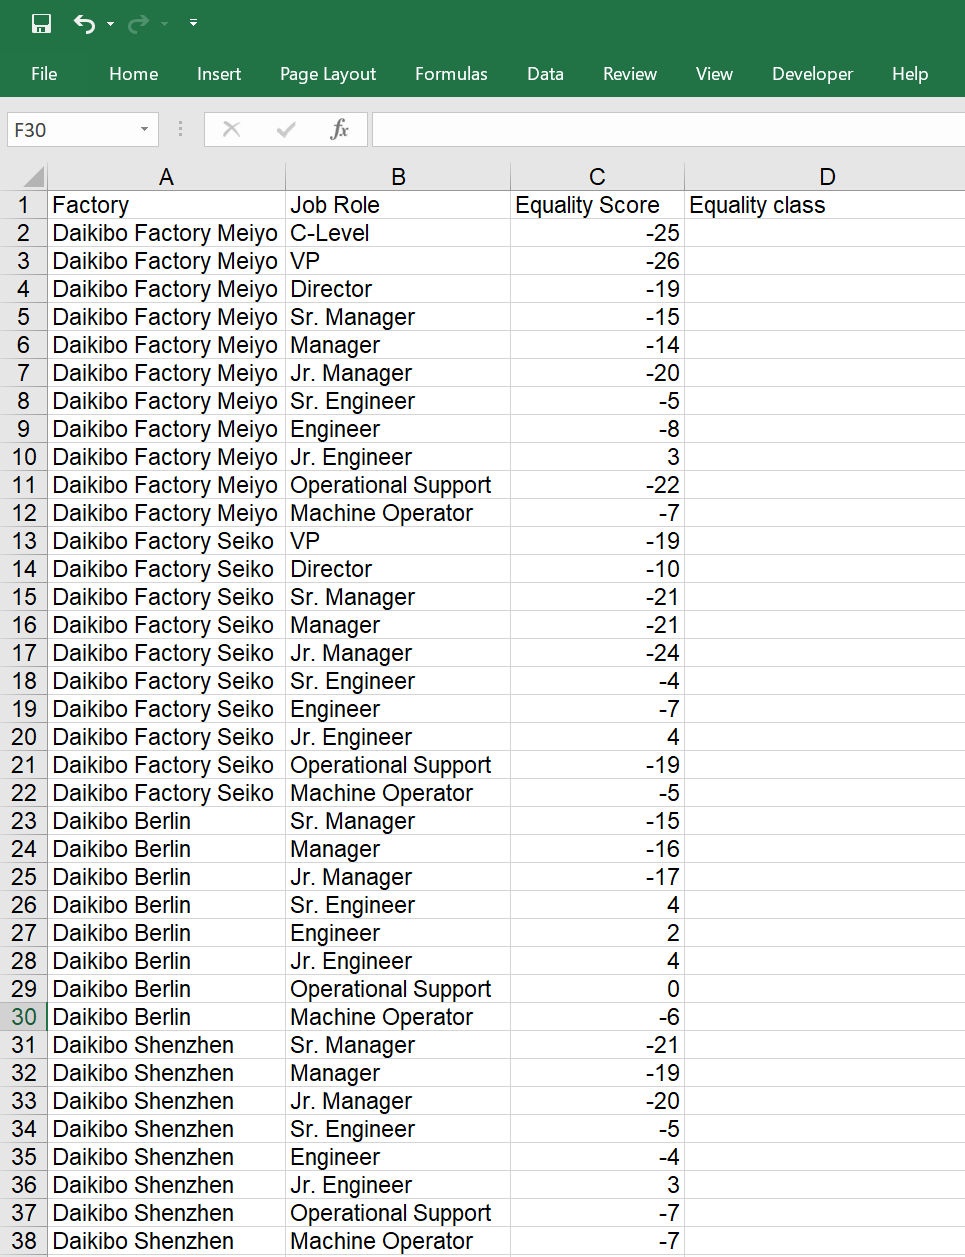 File Home Insert Page Layout Formulas Data Review View Developer Help
F30 fx
A B C D
1 Factory Job Role Equality Score Equality class
2 Daikibo Factory Meiyo C-Level -25
3 Daikibo Factory Meiyo VP -26
4 Daikibo Factory Meiyo Director -19
5 Daikibo Factory Meiyo Sr. Manager -15
6 Daikibo Factory Meiyo Manager -14
7 Daikibo Factory Meiyo Jr. Manager -20
8 Daikibo Factory Meiyo Sr. Engineer -5
9 Daikibo Factory Meiyo Engineer -8
10 Daikibo Factory Meiyo Jr. Engineer 3
11 Daikibo Factory Meiyo Operational Support -22
12 Daikibo Factory Meiyo Machine Operator -7
13 Daikibo Factory Seiko VP -19
14 Daikibo Factory Seiko Director -10
15 Daikibo Factory Seiko Sr. Manager -21
16 Daikibo Factory Seiko Manager -21
17 Daikibo Factory Seiko Jr. Manager -24
18 Daikibo Factory Seiko Sr. Engineer -4
19 Daikibo Factory Seiko Engineer -7
20 Daikibo Factory Seiko Jr. Engineer 4
21 Daikibo Factory Seiko Operational Support -19
22 Daikibo Factory Seiko Machine Operator -5
23 Daikibo Berlin Sr. Manager -15
24 Daikibo Berlin Manager -16
25 Daikibo Berlin Jr. Manager -17
26 Daikibo Berlin Sr. Engineer 4
27 Daikibo Berlin Engineer 2
28 Daikibo Berlin Jr. Engineer 4
29 Daikibo Berlin Operational Support 0
30 Daikibo Berlin Machine Operator -6
31 Daikibo Shenzhen Sr. Manager -21
32 Daikibo Shenzhen Manager -19
33 Daikibo Shenzhen Jr. Manager -20
34 Daikibo Shenzhen Sr. Engineer -5
35 Daikibo Shenzhen Engineer -4
36 Daikibo Shenzhen Jr. Engineer 3
37 Daikibo Shenzhen Operational Support -7
38 Daikibo Shenzhen Machine Operator -7